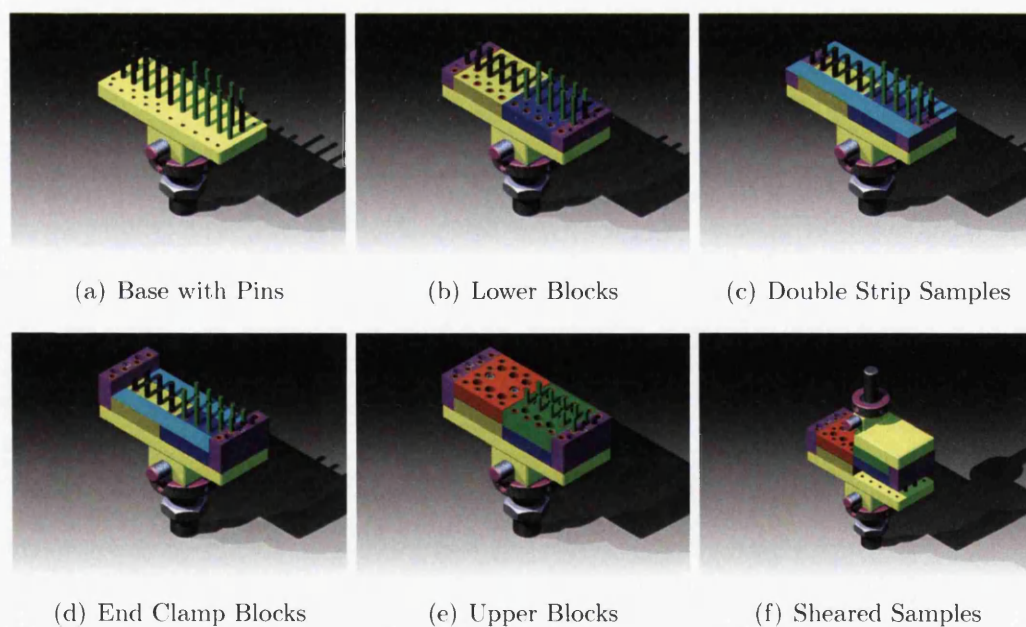 (a) Base with Pins
(b) Lower Blocks
(c) Double Strip Samples
(d) End Clamp Blocks
(e) Upper Blocks
(f) Sheared Samples